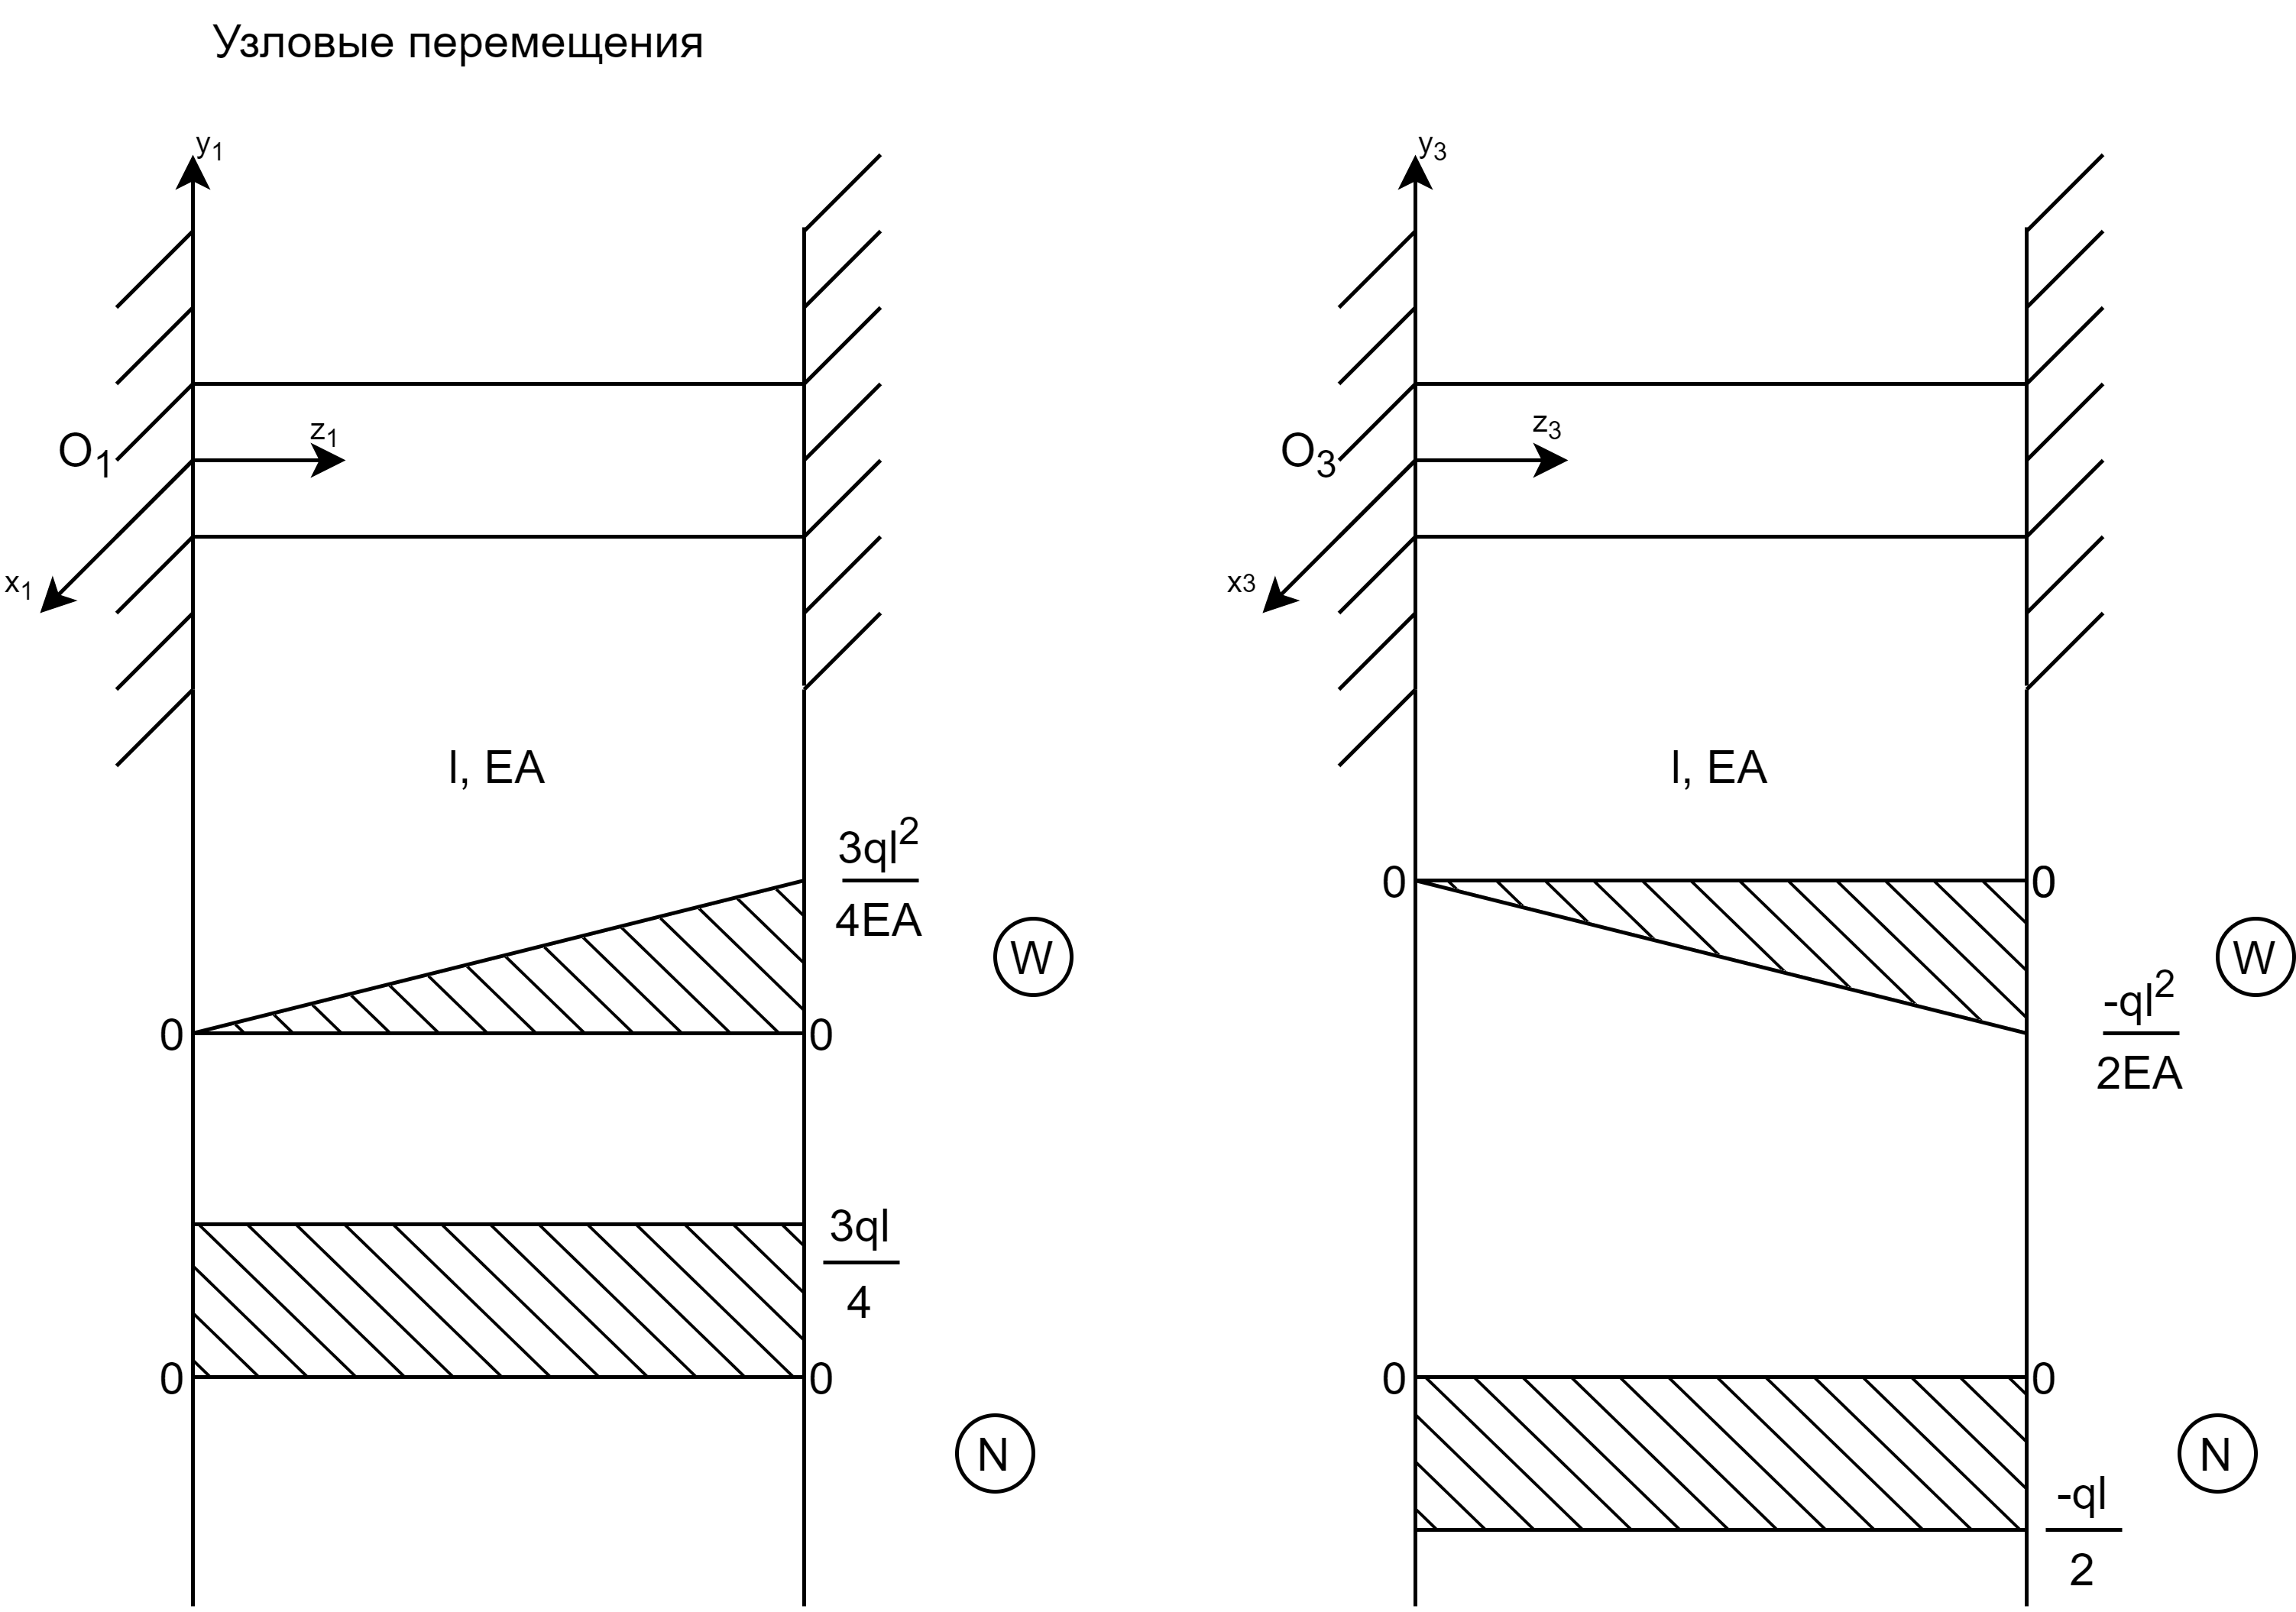 Узловые перемещения
y1
y3
O1
z1
O3
z3
x1
x3
l, EA
l, EA
3ql2
4EA
0
0
W
W
0
0
-ql2
2EA
3ql
4
0
0
0
0
N
N
-ql
2